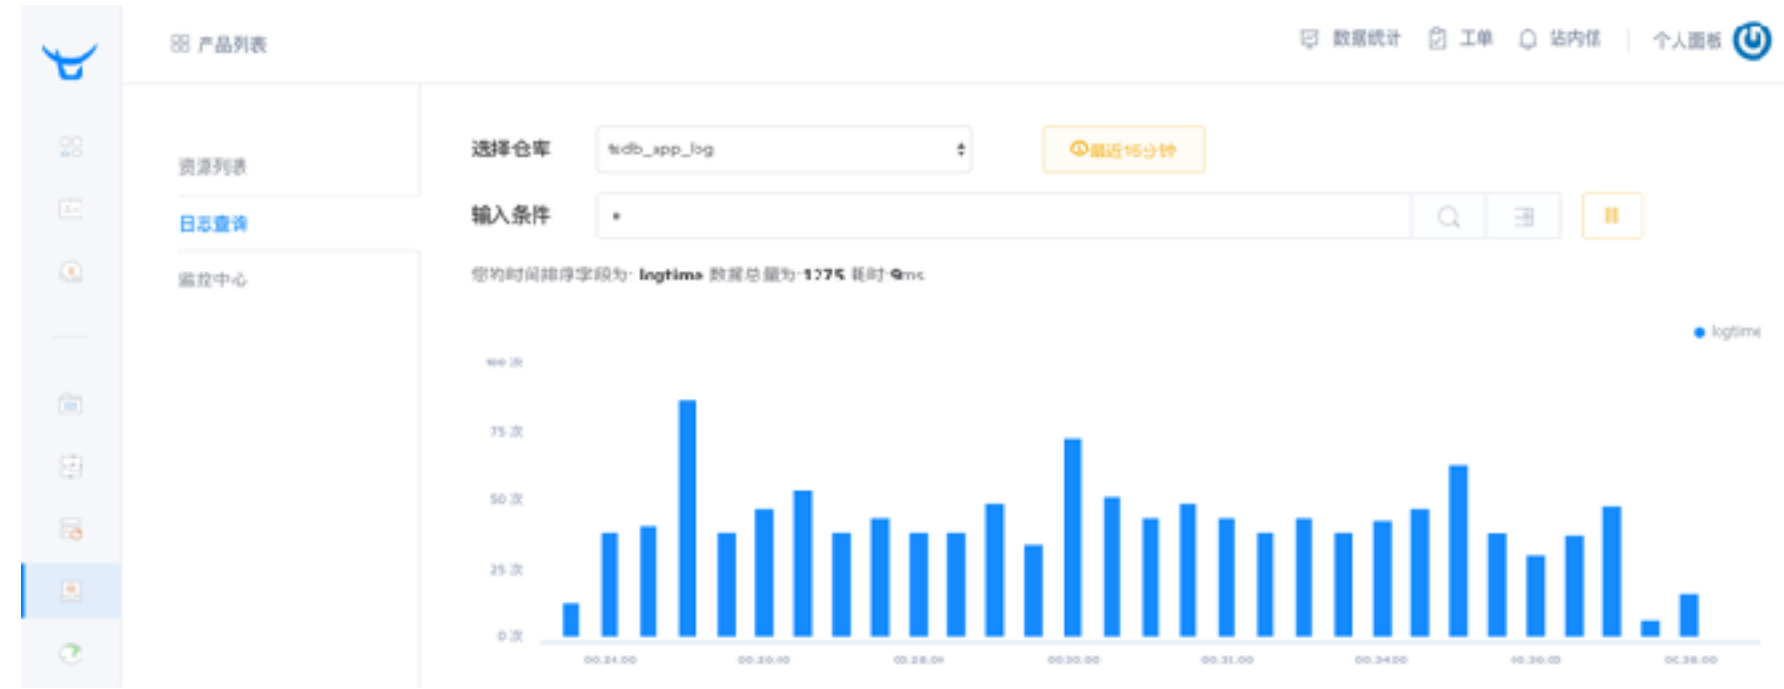 产品列表
数据统计
工单
站内信
个人面板
资源列表
日志查询
监控中心
选择仓库
tsdb_app_log
最近15分钟
输入条件
*
您的时间排序字段为: logtime 数据总量为:1275 耗时:9ms
logtime
100 次
75 次
50 次
25 次
0 次